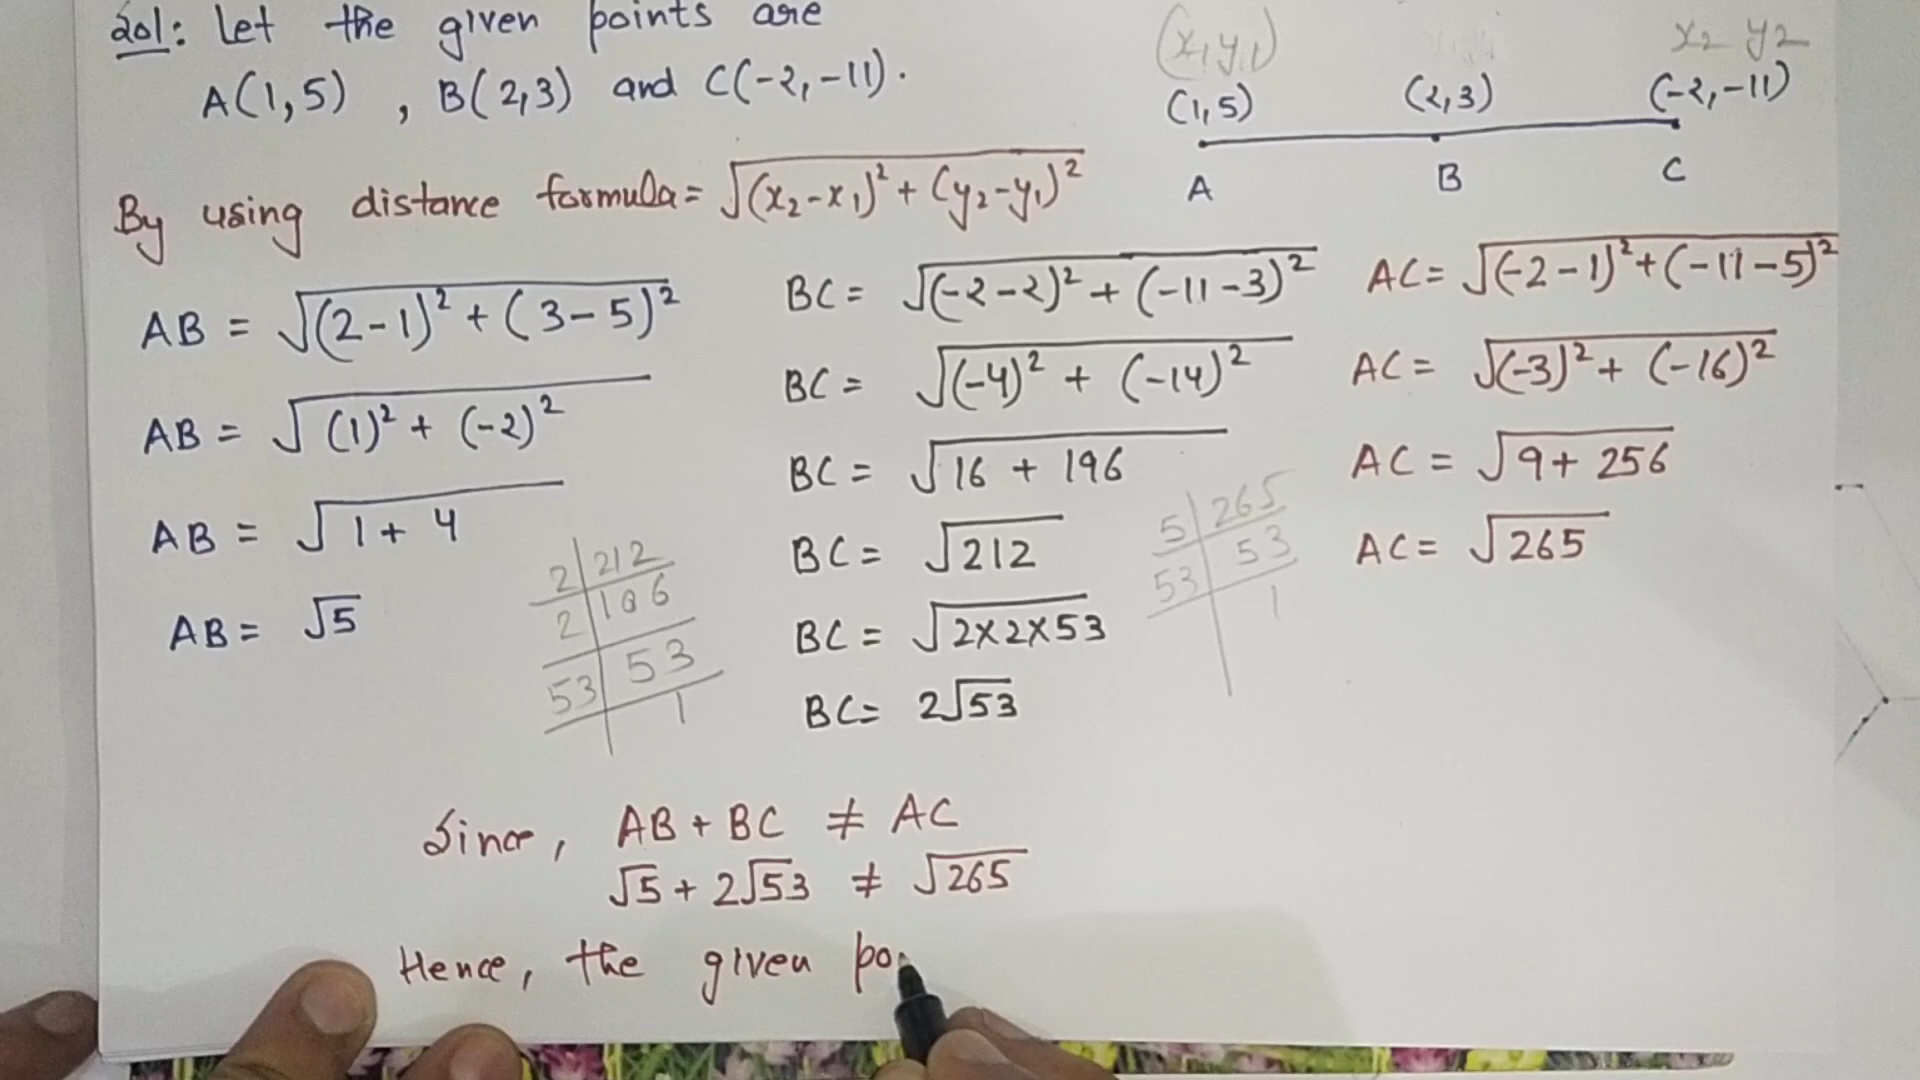 Sol: Let the given points are
A(1,5) , B(2,3) and C(-2,-11).
(x₁y₁) x₂ y₂
(1,5) (2,3) (-2,-11)
A B C
By using distance formula = √(x₂-x₁)²+(y₂-y₁)²
AB = √(2-1)²+(3-5)²
AB = √(1)²+(-2)²
AB = √1+4
AB = √5
2|212
2|106
53|53
1
BC = √(-2-2)²+(-11-3)²
BC = √(-4)²+(-14)²
BC = √16+196
BC = √212
BC = √2×2×53
BC = 2√53
5|265
53|53
1
AC = √(-2-1)²+(-11-5)²
AC = √(-3)²+(-16)²
AC = √9+256
AC = √265
Since, AB+BC ≠ AC
√5+2√53 ≠ √265
Hence, the given po